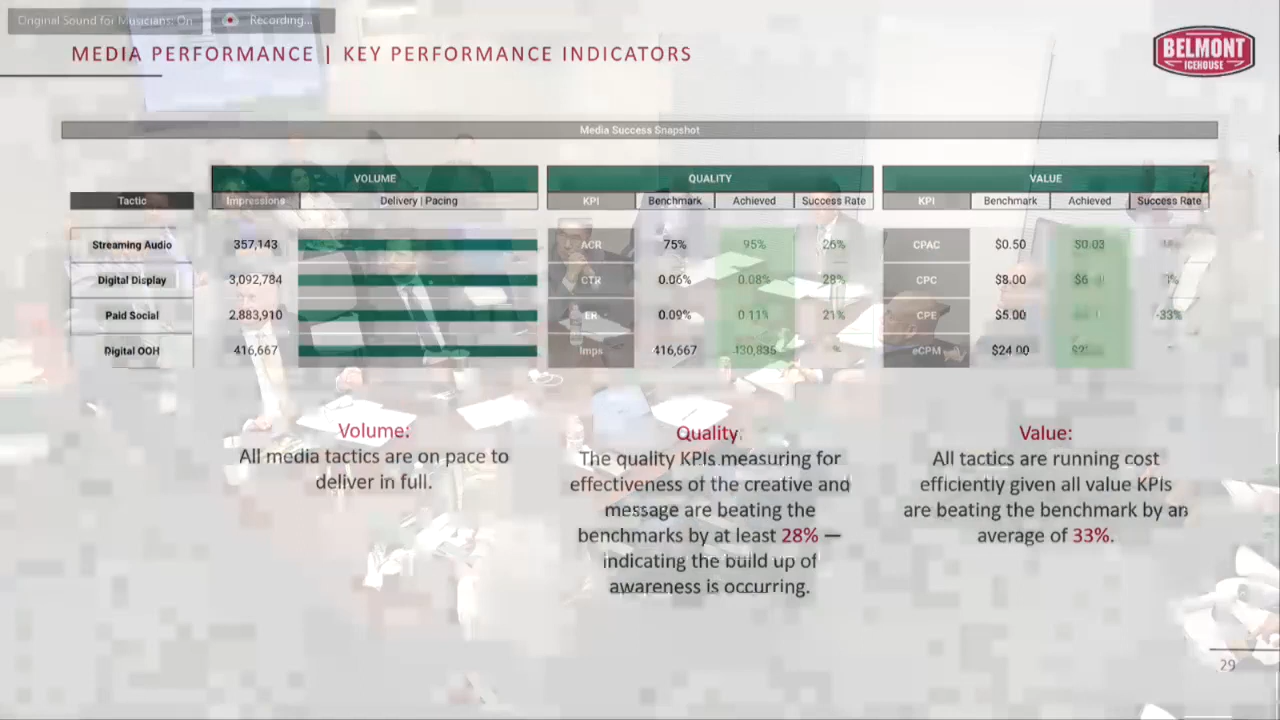 Original Sound for Musicians: On
Recording...
MEDIA PERFORMANCE | KEY PERFORMANCE INDICATORS
BELMONT
ICEHOUSE
Media Success Snapshot
VOLUME QUALITY VALUE
Tactic Impressions Delivery | Pacing KPI Benchmark Achieved Success Rate KPI Benchmark Achieved Success Rate
Streaming Audio 357,143 ACR 75% 95% 26% CPAC $0.50 $0.03
Digital Display 3,092,784 CTR 0.06% 0.08% 28% CPC $8.00
Paid Social 2,883,910 ER 0.09% 0.11% 21% CPE $5.00 -33%
Digital OOH 416,667 Imps 416,667 430,835 eCPM $24.00
Volume:
All media tactics are on pace to
deliver in full.
Quality:
The quality KPIs measuring for
effectiveness of the creative and
message are beating the
benchmarks by at least 28% —
indicating the build up of
awareness is occurring.
Value:
All tactics are running cost
efficiently given all value KPIs
are beating the benchmark by an
average of 33%.
29